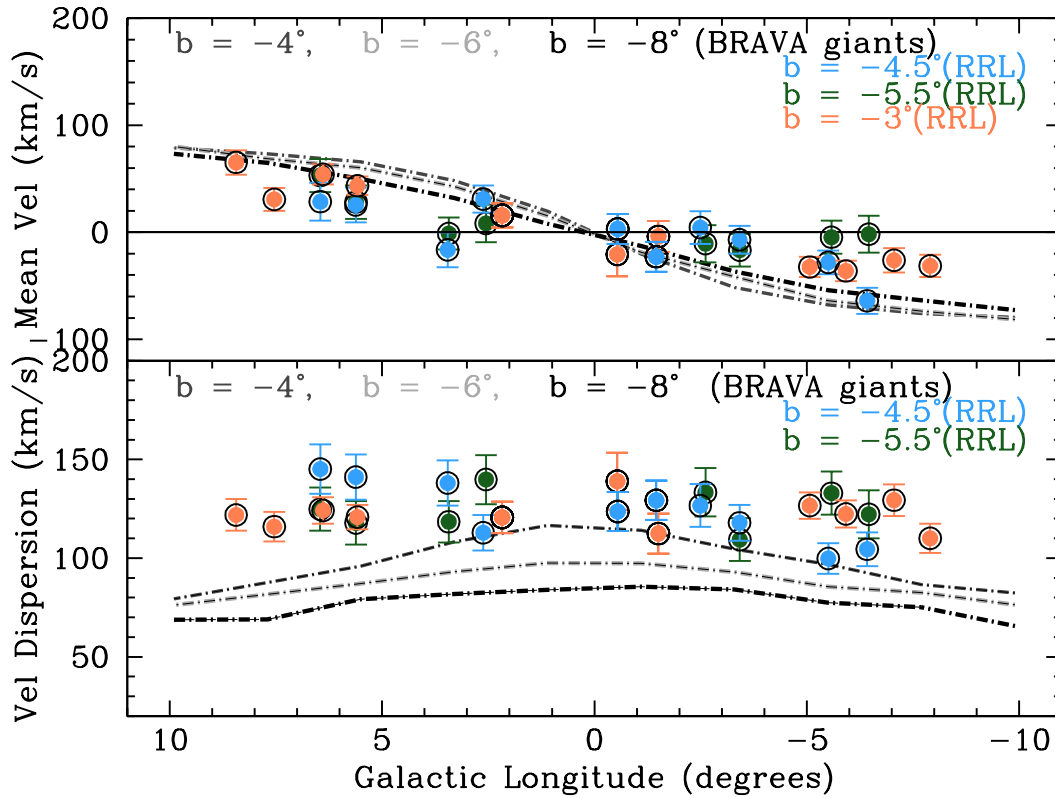 200
b = −4°, b = −6°, b = −8° (BRAVA giants)
b = −4.5°(RRL)
b = −5.5°(RRL)
b = −3°(RRL)
100
0
100
Mean Vel (km/s)
200
b = −4°, b = −6°, b = −8° (BRAVA giants)
b = −4.5°(RRL)
b = −5.5°(RRL)
150
100
50
Vel Dispersion (km/s)
10 5 0 −5 −10
Galactic Longitude (degrees)